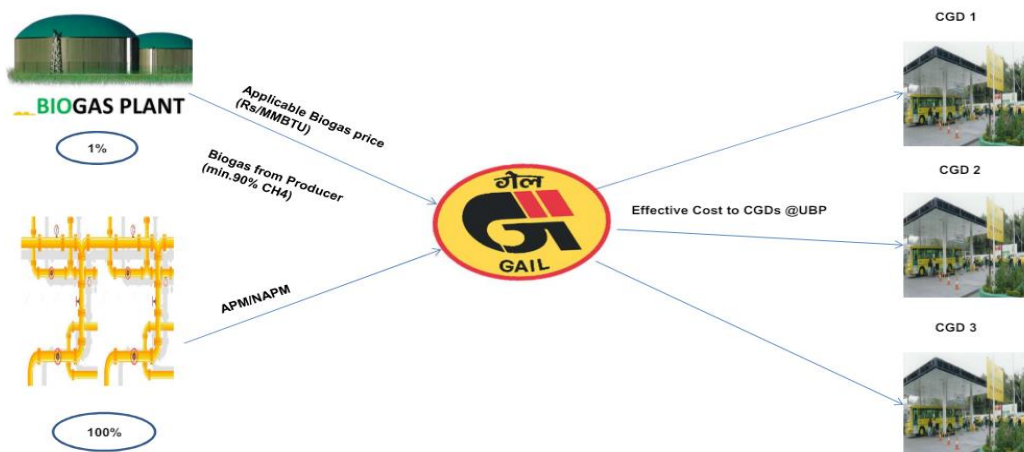 CGD 1
BIOGAS PLANT
1%
Applicable Biogas price
(Rs/MMBTU)
Biogas from Producer
(min.90% CH4)
गेल
GAIL
CGD 2
Effective Cost to CGDs @UBP
APM/NAPM
CGD 3
100%